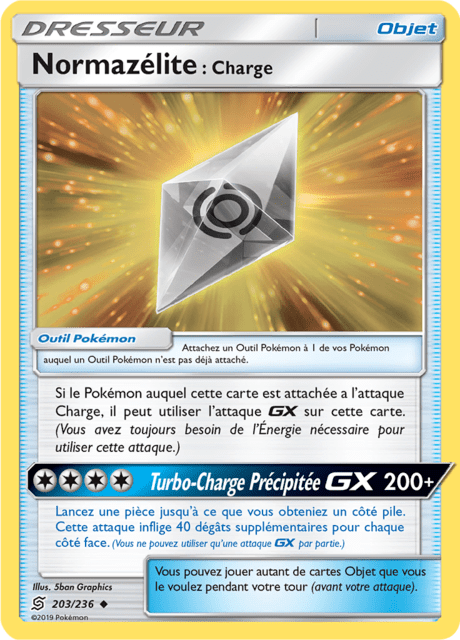 DRESSEUR Objet
Normazélite : Charge
Outil Pokémon
Attachez un Outil Pokémon à 1 de vos Pokémon
auquel un Outil Pokémon n'est pas déjà attaché.
Si le Pokémon auquel cette carte est attachée a l'attaque
Charge, il peut utiliser l'attaque GX sur cette carte.
(Vous avez toujours besoin de l'Énergie nécessaire pour
utiliser cette attaque.)
Turbo-Charge Précipitée GX 200+
Lancez une pièce jusqu'à ce que vous obteniez un côté pile.
Cette attaque inflige 40 dégâts supplémentaires pour chaque
côté face. (Vous ne pouvez utiliser qu'une attaque GX par partie.)
Illus. 5ban Graphics
203/236
©2019 Pokémon
Vous pouvez jouer autant de cartes Objet que vous
le voulez pendant votre tour (avant votre attaque).